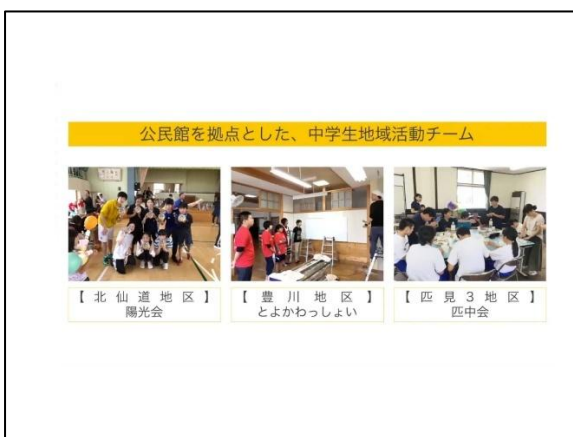 公民館を拠点とした、中学生地域活動チーム
【北仙道地区】
陽光会
【豊川地区】
とよかわっしょい
【匹見3地区】
匹中会